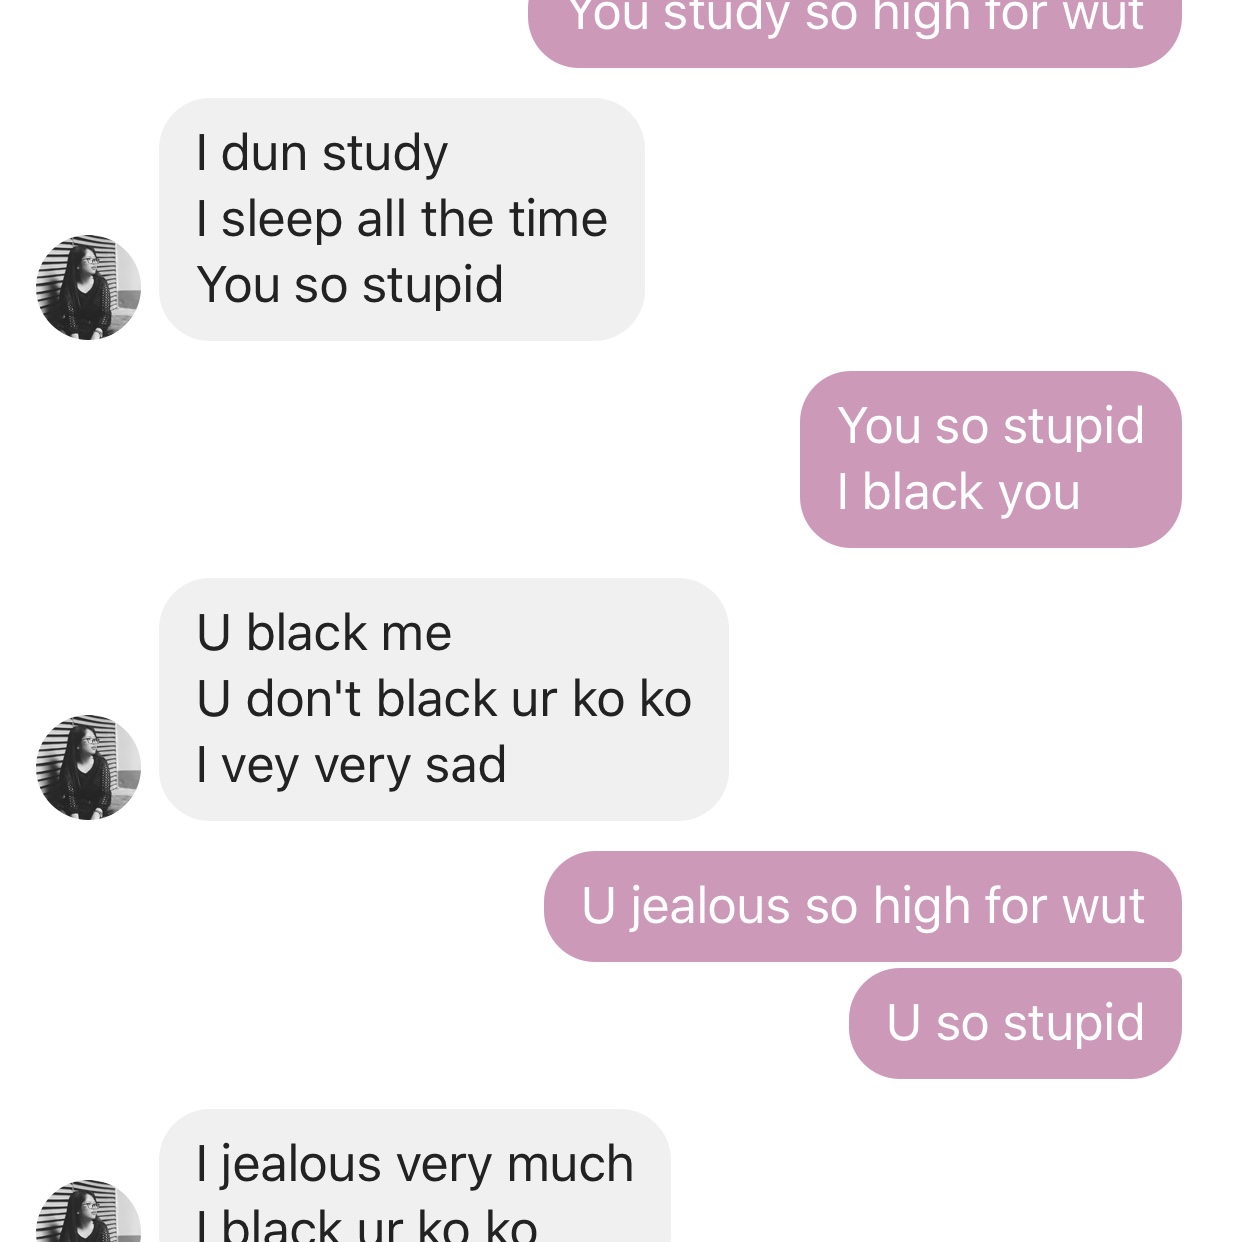 You study so high for wut
I dun study
I sleep all the time
You so stupid
You so stupid
I black you
U black me
U don't black ur ko ko
I vey very sad
U jealous so high for wut
U so stupid
I jealous very much
I black ur ko ko